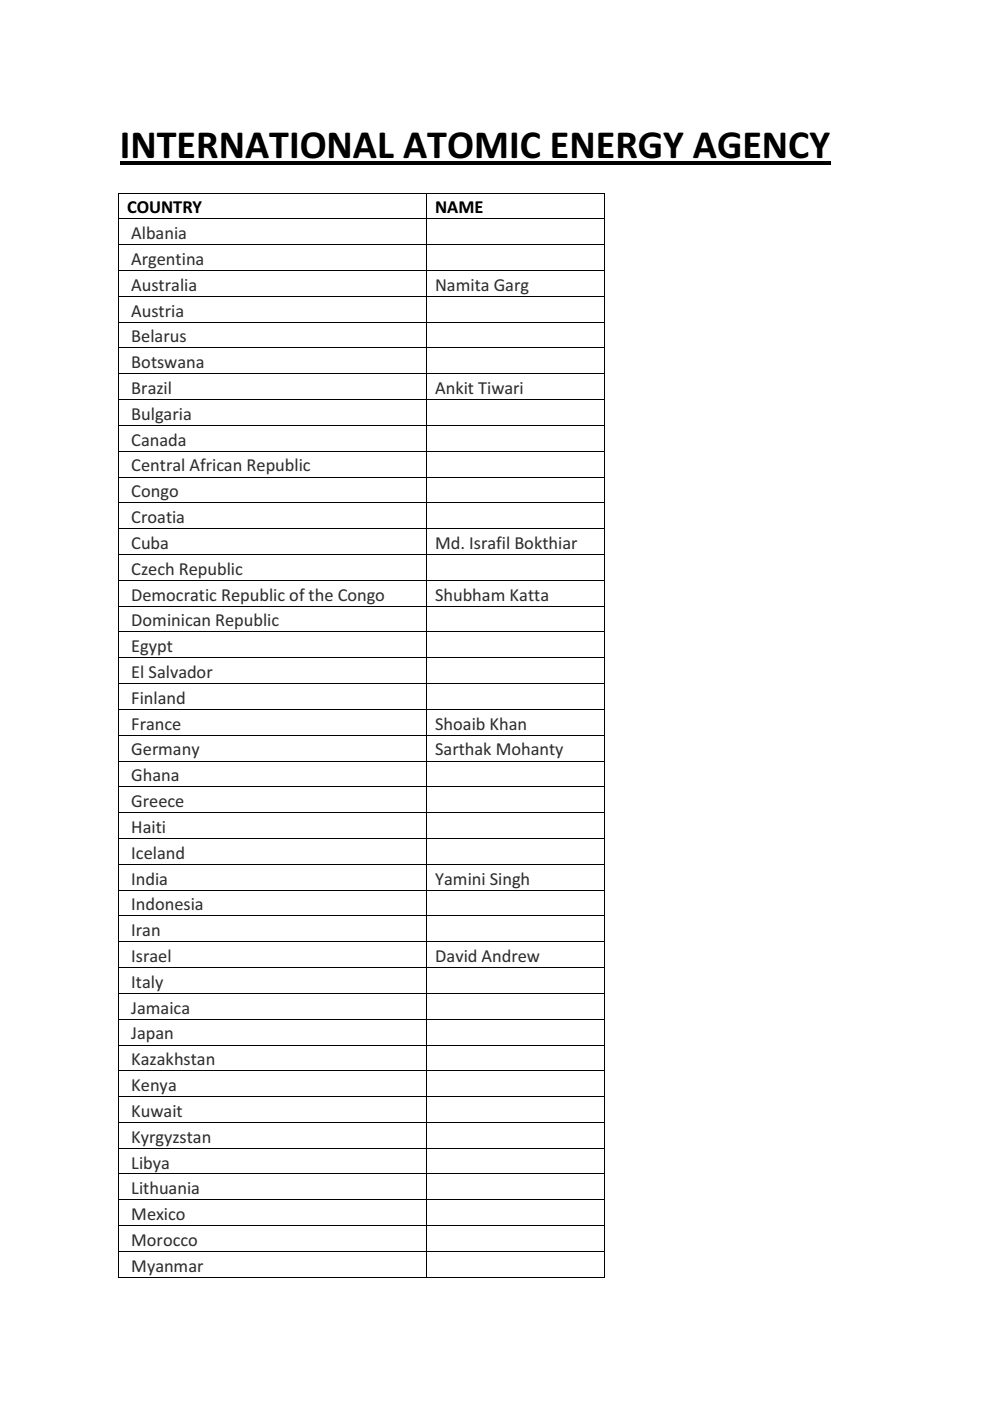 INTERNATIONAL ATOMIC ENERGY AGENCY
COUNTRY NAME
Albania
Argentina
Australia Namita Garg
Austria
Belarus
Botswana
Brazil Ankit Tiwari
Bulgaria
Canada
Central African Republic
Congo
Croatia
Cuba Md. Israfil Bokthiar
Czech Republic
Democratic Republic of the Congo Shubham Katta
Dominican Republic
Egypt
El Salvador
Finland
France Shoaib Khan
Germany Sarthak Mohanty
Ghana
Greece
Haiti
Iceland
India Yamini Singh
Indonesia
Iran
Israel David Andrew
Italy
Jamaica
Japan
Kazakhstan
Kenya
Kuwait
Kyrgyzstan
Libya
Lithuania
Mexico
Morocco
Myanmar